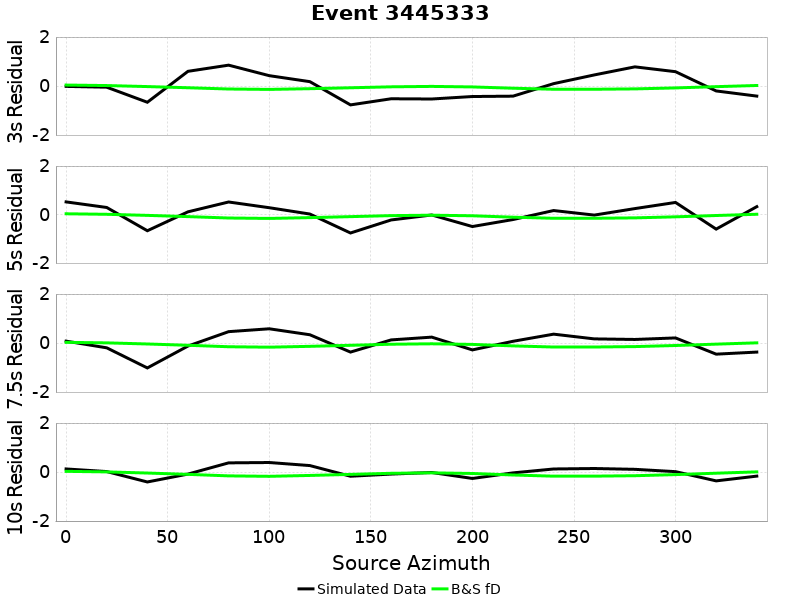 Event 3445333
3s Residual
2
0
-2
5s Residual
2
0
-2
7.5s Residual
2
0
-2
10s Residual
2
0
-2
0 50 100 150 200 250 300
Source Azimuth
Simulated Data B&S fD